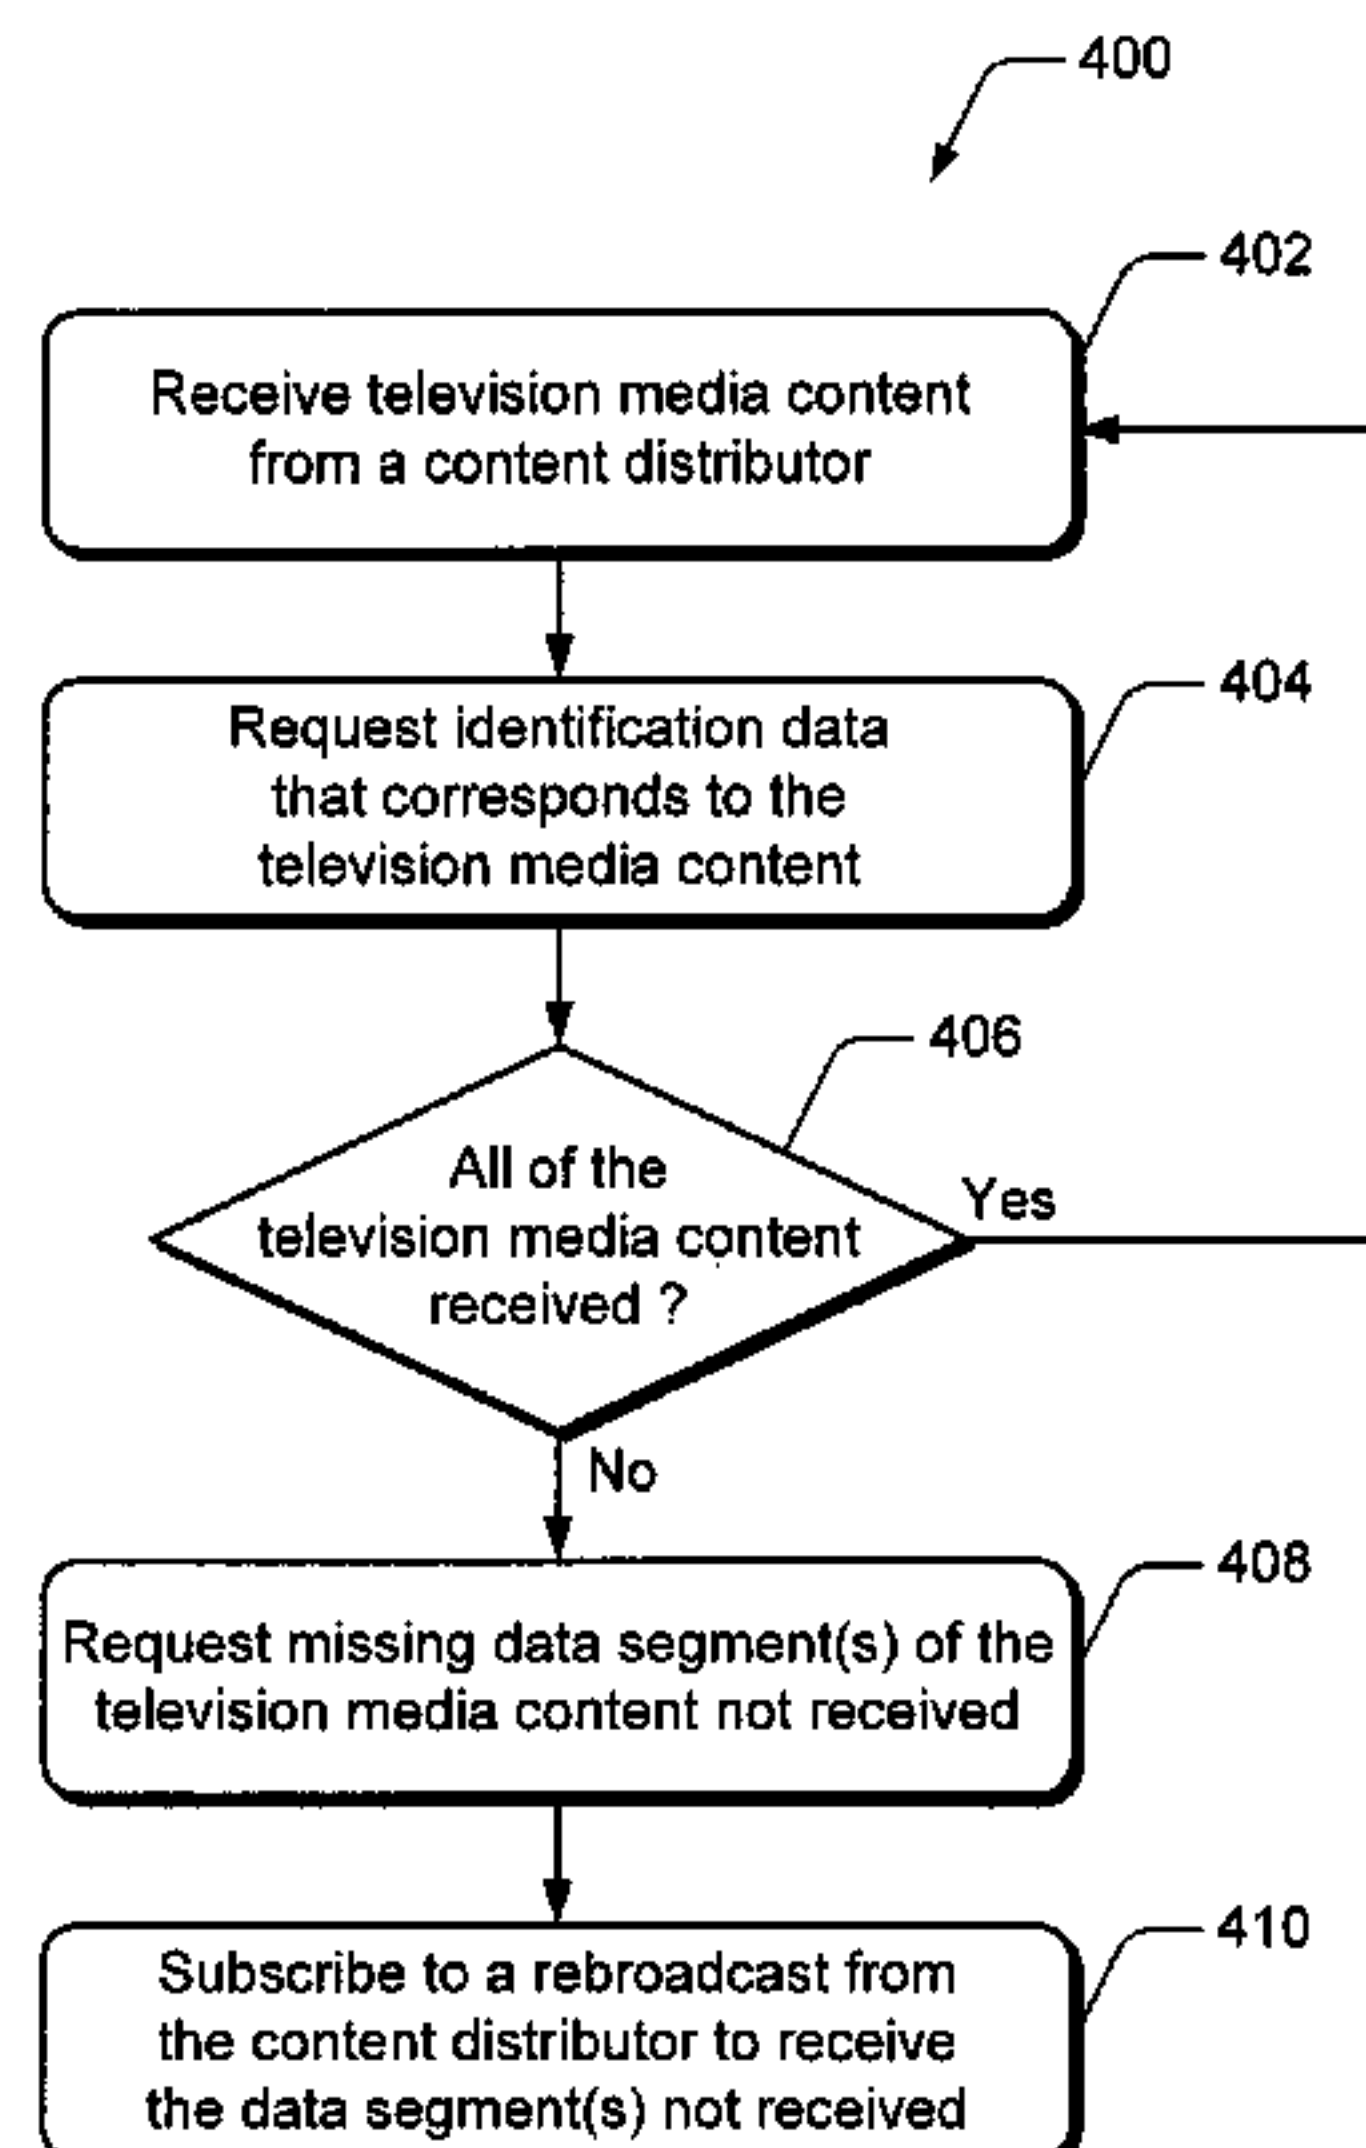 400
402
Receive television media content
from a content distributor
404
Request identification data
that corresponds to the
television media content
406
All of the
television media content
received ?
Yes
No
408
Request missing data segment(s) of the
television media content not received
410
Subscribe to a rebroadcast from
the content distributor to receive
the data segment(s) not received